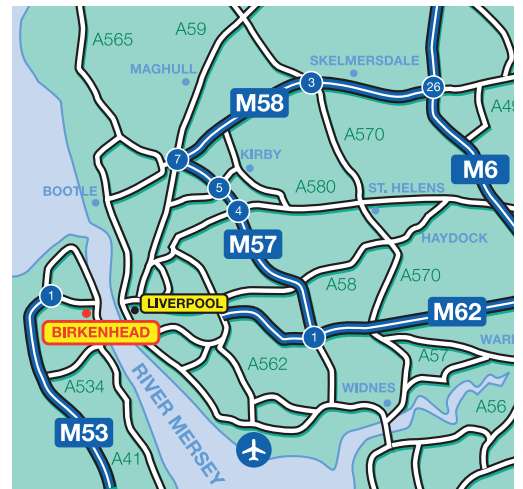 A59
A565
SKELMERSDALE
MAGHULL
3
26
M58
A49
A570
7
KIRBY
M6
5
A580
ST. HELENS
BOOTLE
4
M57
HAYDOCK
A58
A570
1
LIVERPOOL
M62
BIRKENHEAD
1
WAR
A57
A562
A534
WIDNES
A56
M53
RIVER MERSEY
A41